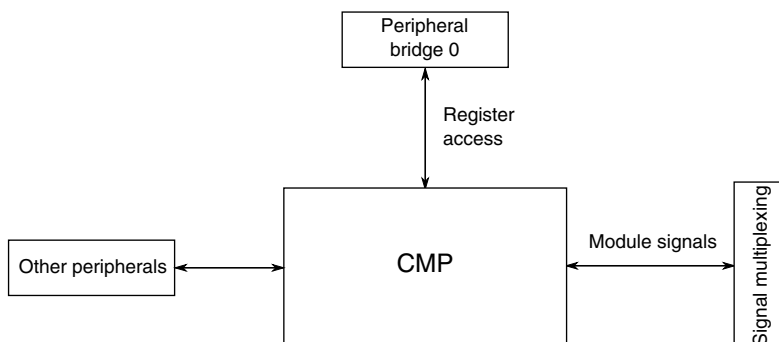 Peripheral
bridge 0
Register
access
Other peripherals
CMP
Module signals
Signal multiplexing